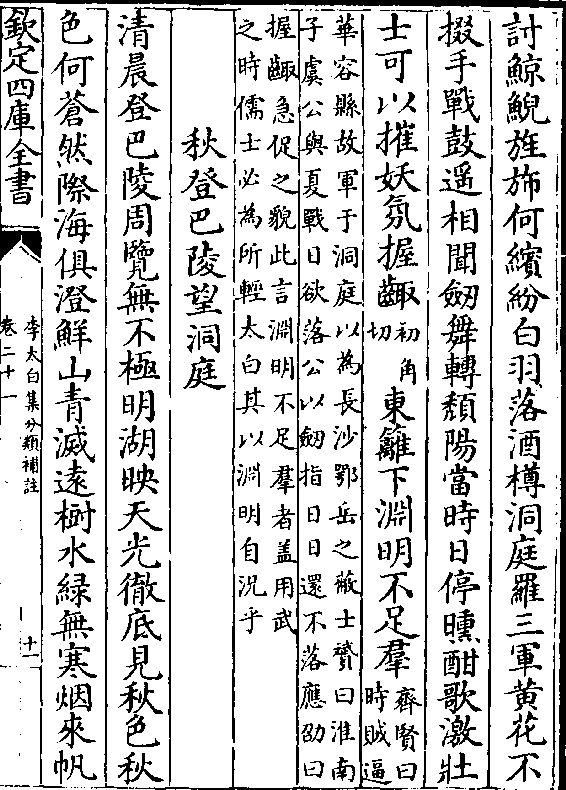 討鯨鯢旌斾何繽紛白羽落酒樽洞庭羅三軍黄花不
掇手戰鼓遥相聞劒舞轉頽陽當時日停曛酣歌激壯
士可以摧妖氛握齱初角切東籬下淵明不足羣齊賢曰時賊逼
華容縣故軍于洞庭以為長沙鄂岳之蔽士贇曰淮南
子虞公與夏戰日欲落公以劒指日日還不落應劭曰
握齱急促之貌此言淵明不足羣者盖用武
之時儒士必為所輕太白其以淵明自況乎
秋登巴陵望洞庭
清晨登巴陵周覽無不極明湖映天光徹底見秋色秋
色何蒼然際海俱澄鮮山青滅遠樹水緑無寒烟來帆
欽定四庫全書
李太白集分類補註
卷二十一
十一